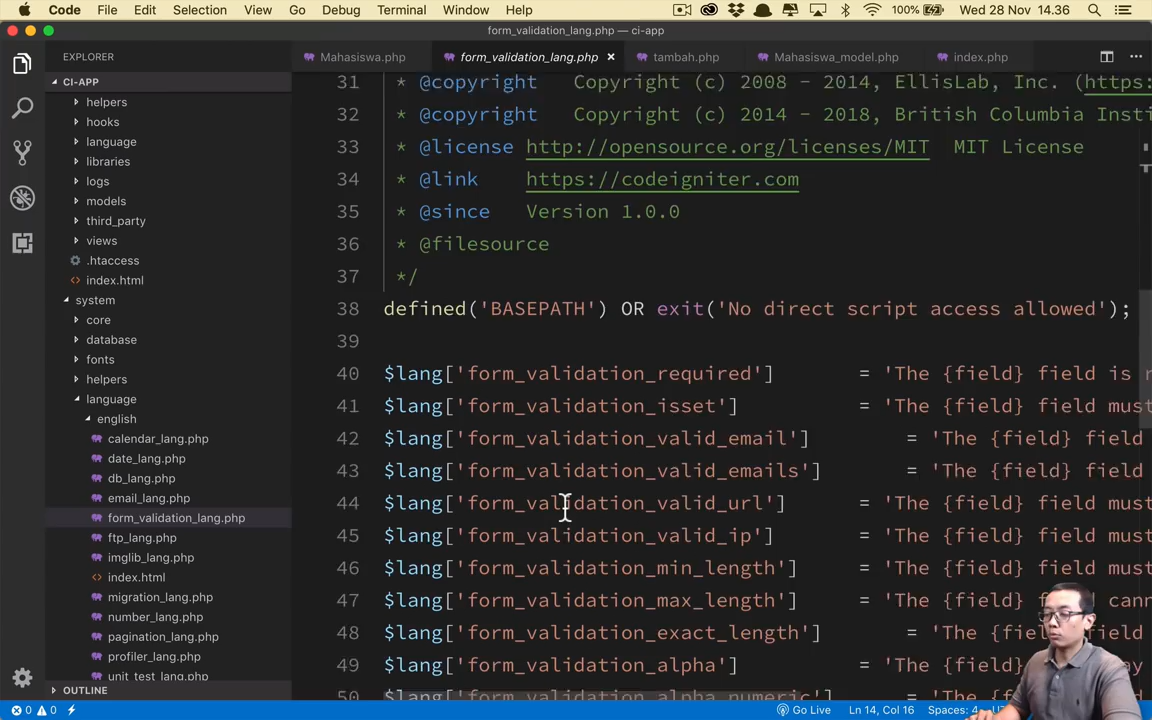 Code File Edit Selection View Go Debug Terminal Window Help 100% Wed 28 Nov 14.36
form_validation_lang.php — ci-app
EXPLORER
Mahasiswa.php form_validation_lang.php tambah.php Mahasiswa_model.php index.php
CI-APP
helpers
hooks
language
libraries
logs
models
third_party
views
.htaccess
index.html
system
core
database
fonts
helpers
language
english
calendar_lang.php
date_lang.php
db_lang.php
email_lang.php
form_validation_lang.php
ftp_lang.php
imglib_lang.php
index.html
migration_lang.php
number_lang.php
pagination_lang.php
profiler_lang.php
unit_test_lang.php
OUTLINE
31 * @copyright Copyright (c) 2008 - 2014, EllisLab, Inc. (https:
32 * @copyright Copyright (c) 2014 - 2018, British Columbia Insti
33 * @license http://opensource.org/licenses/MIT MIT License
34 * @link https://codeigniter.com
35 * @since Version 1.0.0
36 * @filesource
37 */
38 defined('BASEPATH') OR exit('No direct script access allowed');
39
40 $lang['form_validation_required'] = 'The {field} field is r
41 $lang['form_validation_isset'] = 'The {field} field must
42 $lang['form_validation_valid_email'] = 'The {field} field
43 $lang['form_validation_valid_emails'] = 'The {field} field
44 $lang['form_validation_valid_url'] = 'The {field} field must
45 $lang['form_validation_valid_ip'] = 'The {field} field must
46 $lang['form_validation_min_length'] = 'The {field} field must
47 $lang['form_validation_max_length'] = 'The {field} cann
48 $lang['form_validation_exact_length'] = 'The
49 $lang['form_validation_alpha'] = 'The {field} ay
50 $lang['form_validation_alpha_numeric'] = 'The
0 0 Go Live Ln 14, Col 16 Spaces: 4